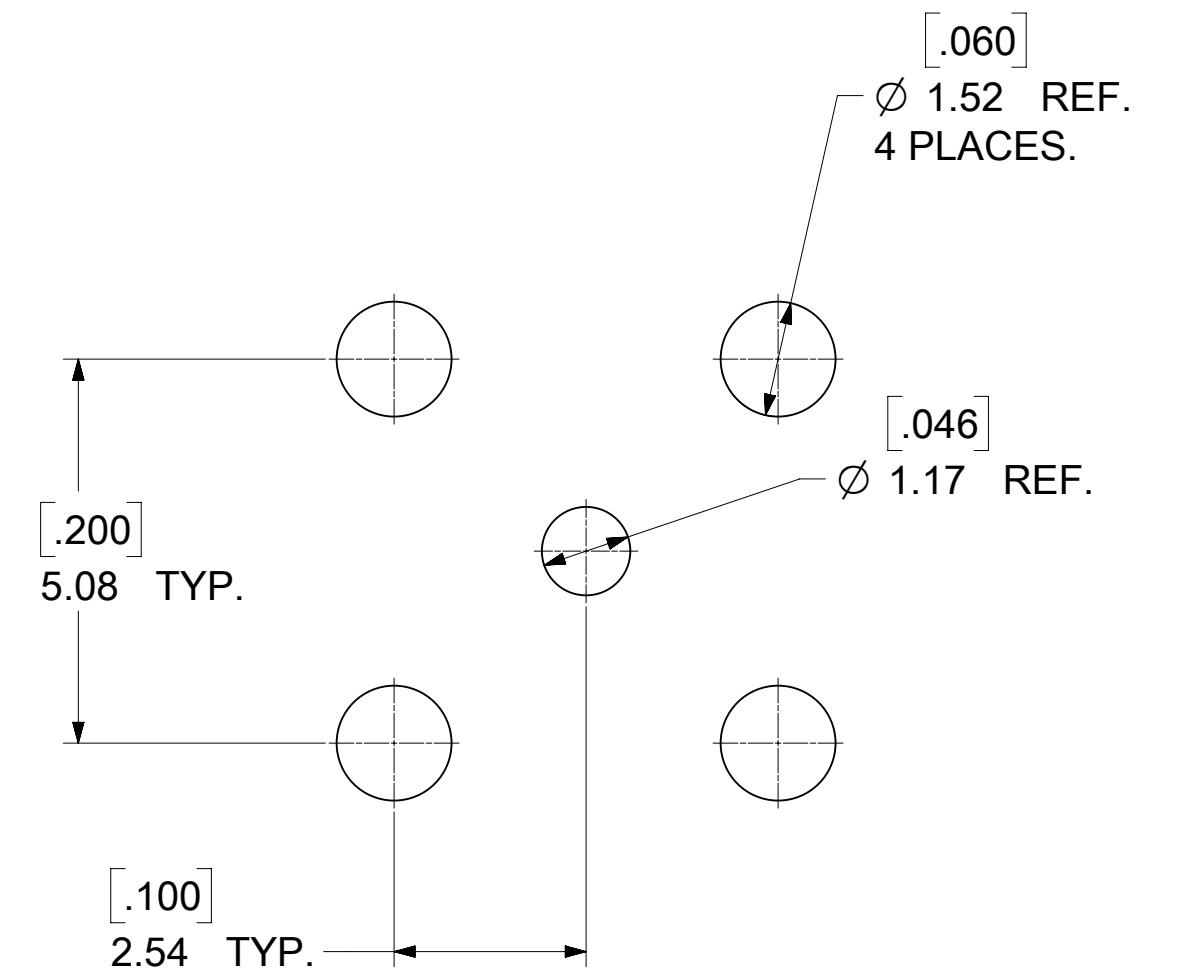 [.060]
Ø 1.52 REF.
4 PLACES.
[.046]
Ø 1.17 REF.
[.200]
5.08 TYP.
[.100]
2.54 TYP.